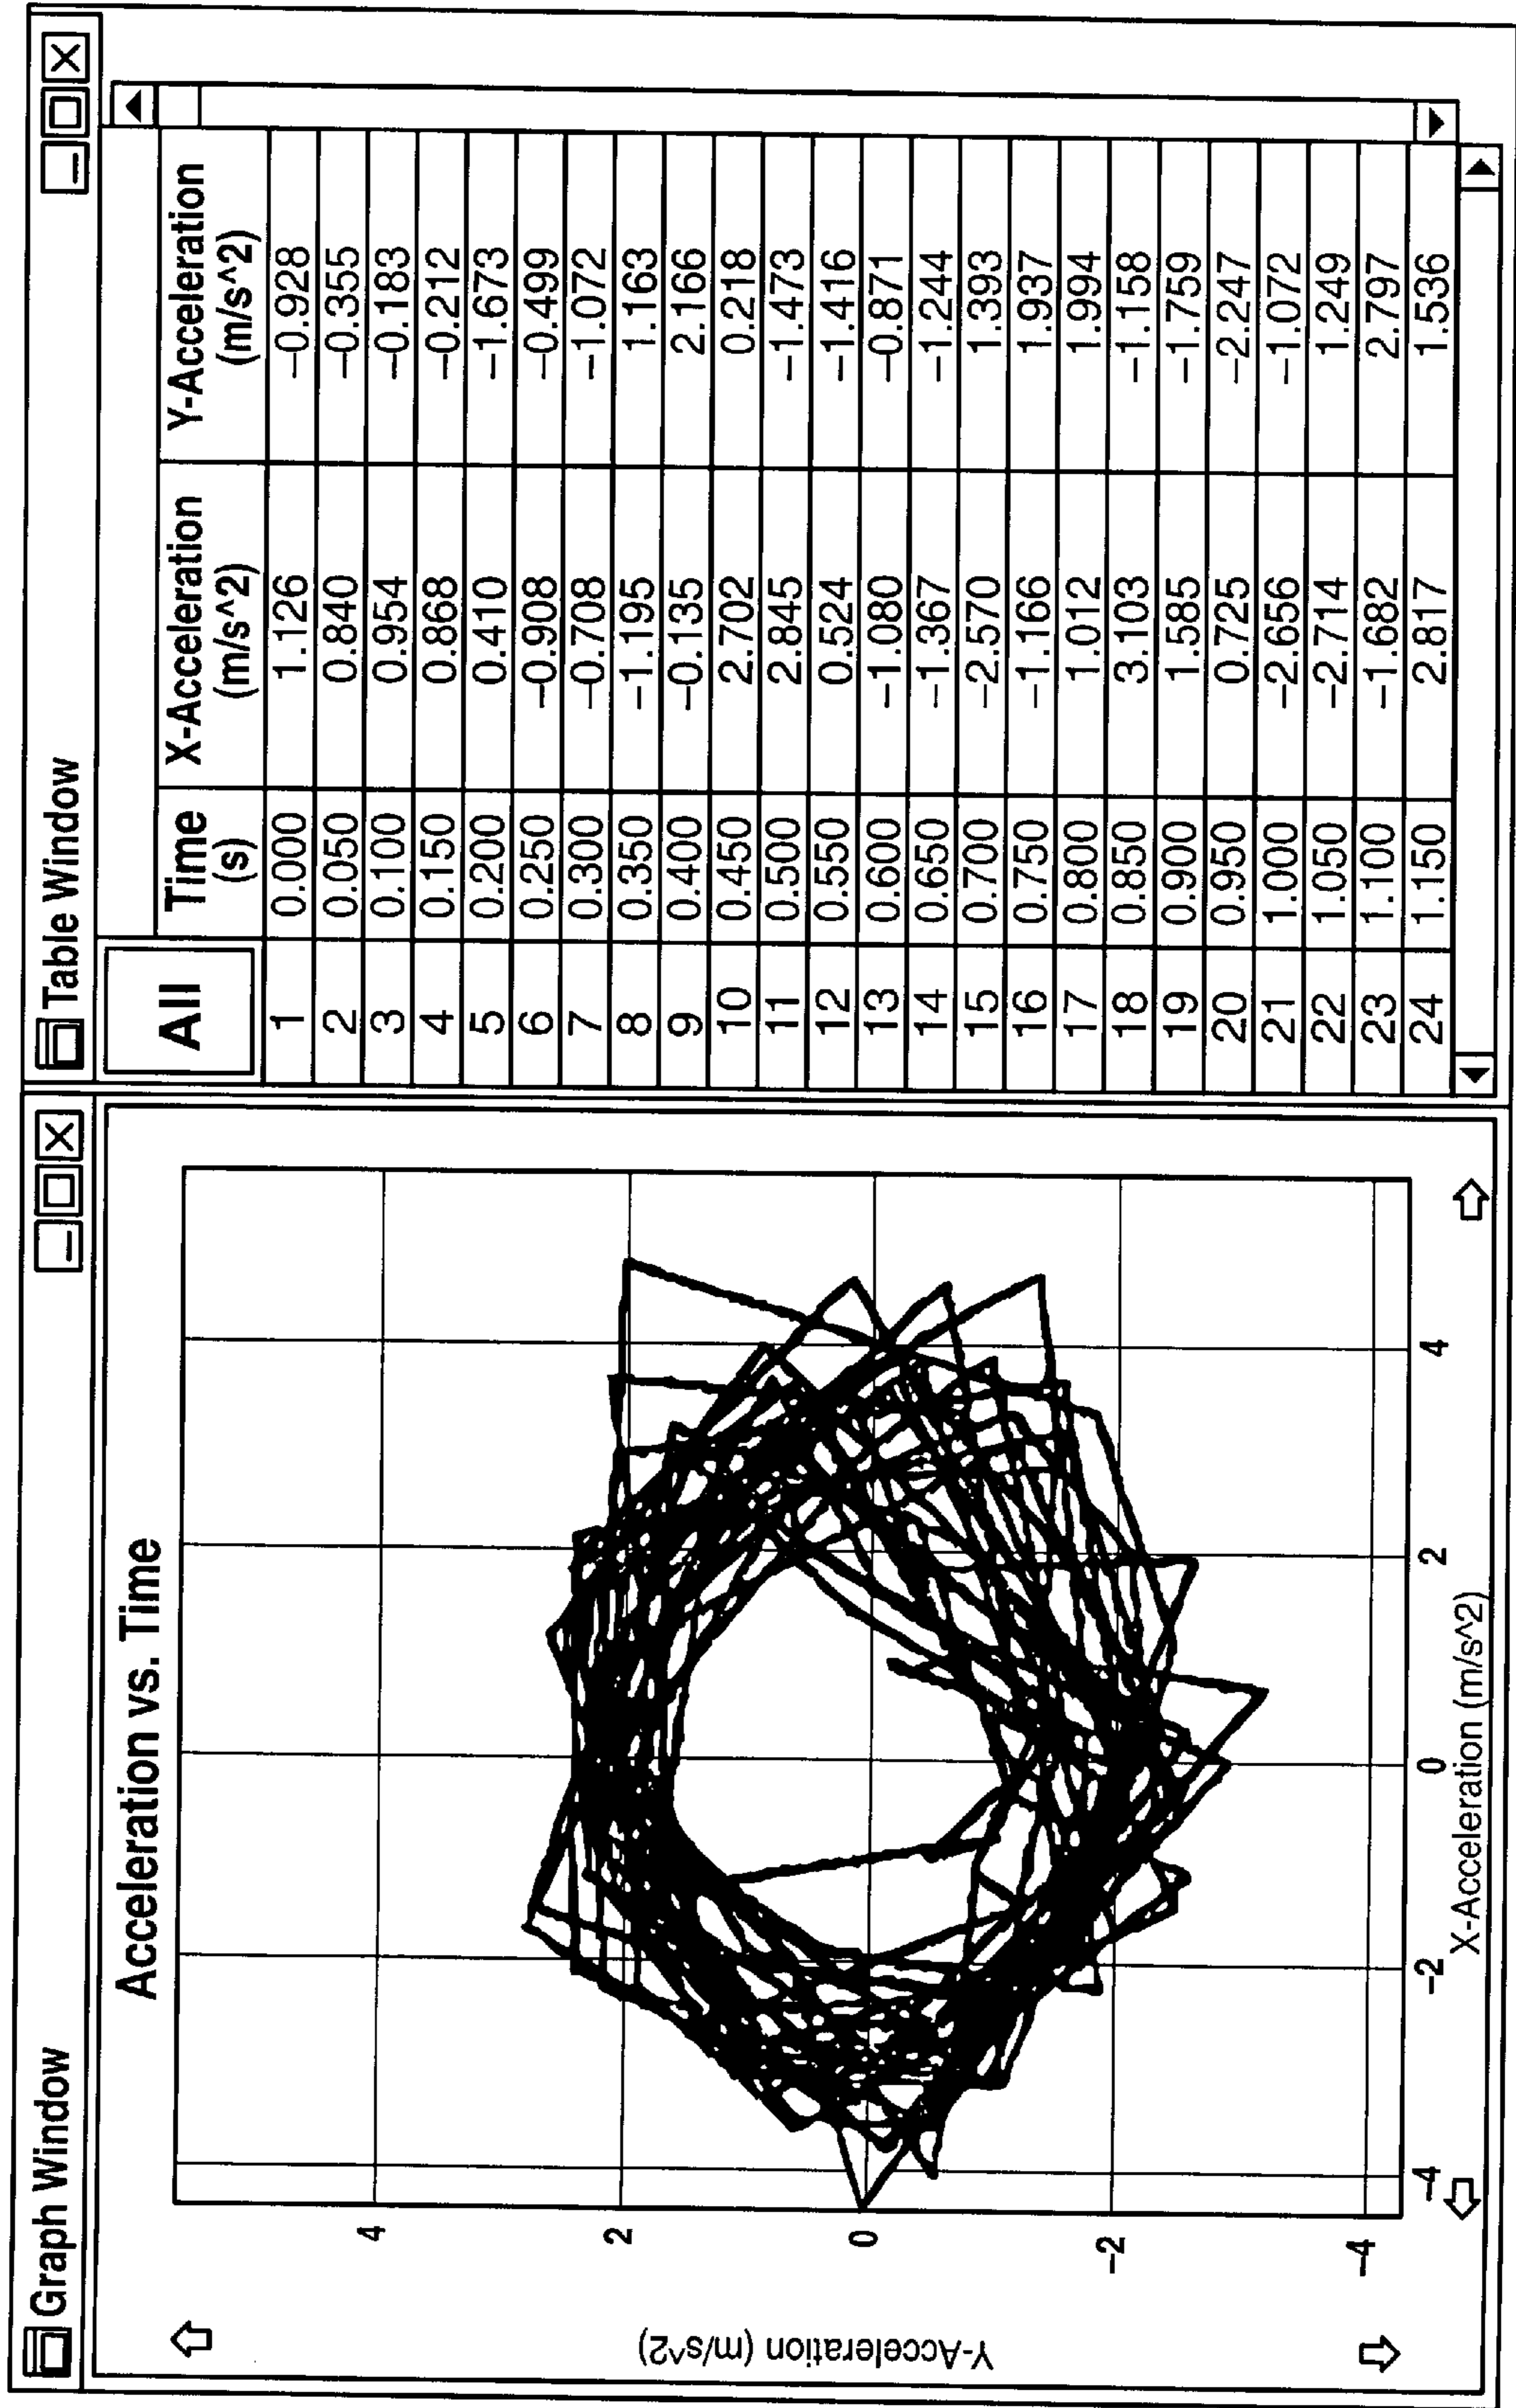 Graph Window
Acceleration vs. Time
Y-Acceleration (m/s^2)
4
2
0
−2
−4
−4 −2 0 2 4
X-Acceleration (m/s^2)
Table Window
All Time X-Acceleration Y-Acceleration
(s) (m/s^2) (m/s^2)
1 0.000 1.126 −0.928
2 0.050 0.840 −0.355
3 0.100 0.954 −0.183
4 0.150 0.868 −0.212
5 0.200 0.410 −1.673
6 0.250 −0.908 −0.499
7 0.300 −0.708 −1.072
8 0.350 −1.195 1.163
9 0.400 −0.135 2.166
10 0.450 2.702 0.218
11 0.500 2.845 −1.473
12 0.550 0.524 −1.416
13 0.600 −1.080 −0.871
14 0.650 −1.367 −1.244
15 0.700 −2.570 1.393
16 0.750 −1.166 1.937
17 0.800 1.012 1.994
18 0.850 3.103 −1.158
19 0.900 1.585 −1.759
20 0.950 0.725 −2.247
21 1.000 −2.656 −1.072
22 1.050 −2.714 1.249
23 1.100 −1.682 2.797
24 1.150 2.817 1.536